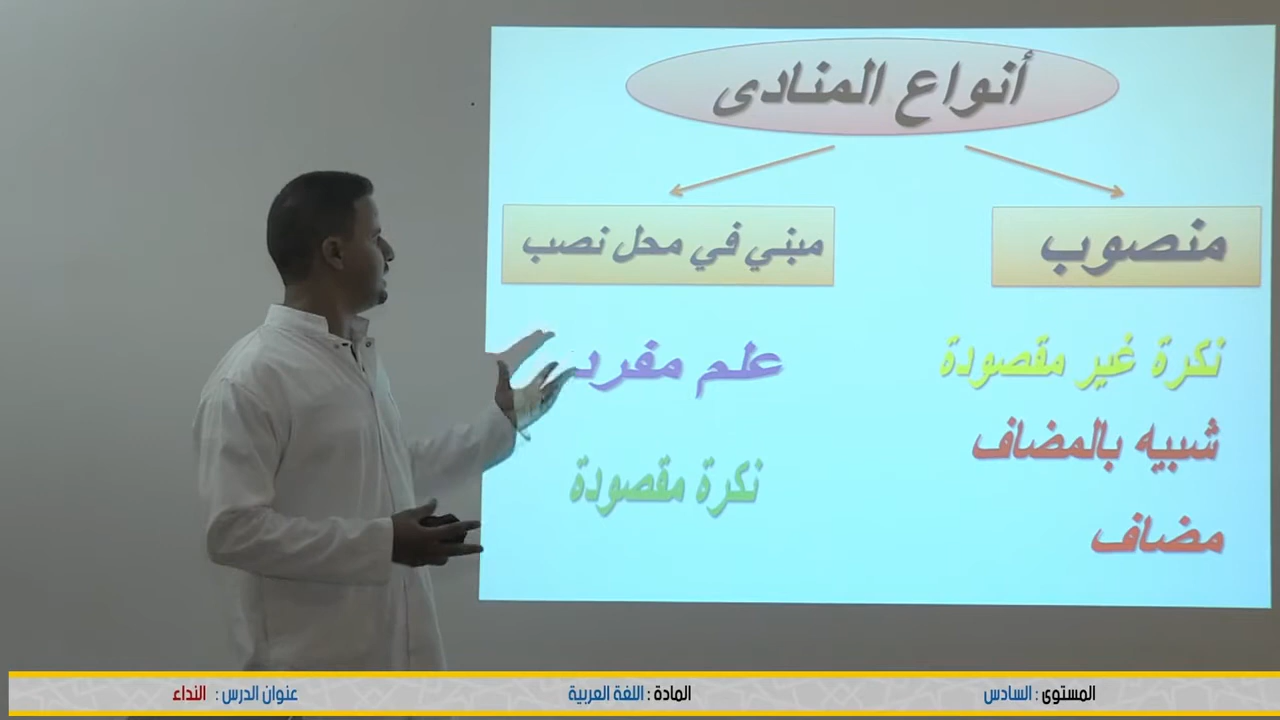 أنواع المنادى
منصوب
نكرة غير مقصودة
شبيه بالمضاف
مضاف
مبني في محل نصب
علم مفرد
نكرة مقصودة
المستوى : السادس
المادة : اللغة العربية
عنوان الدرس : النداء